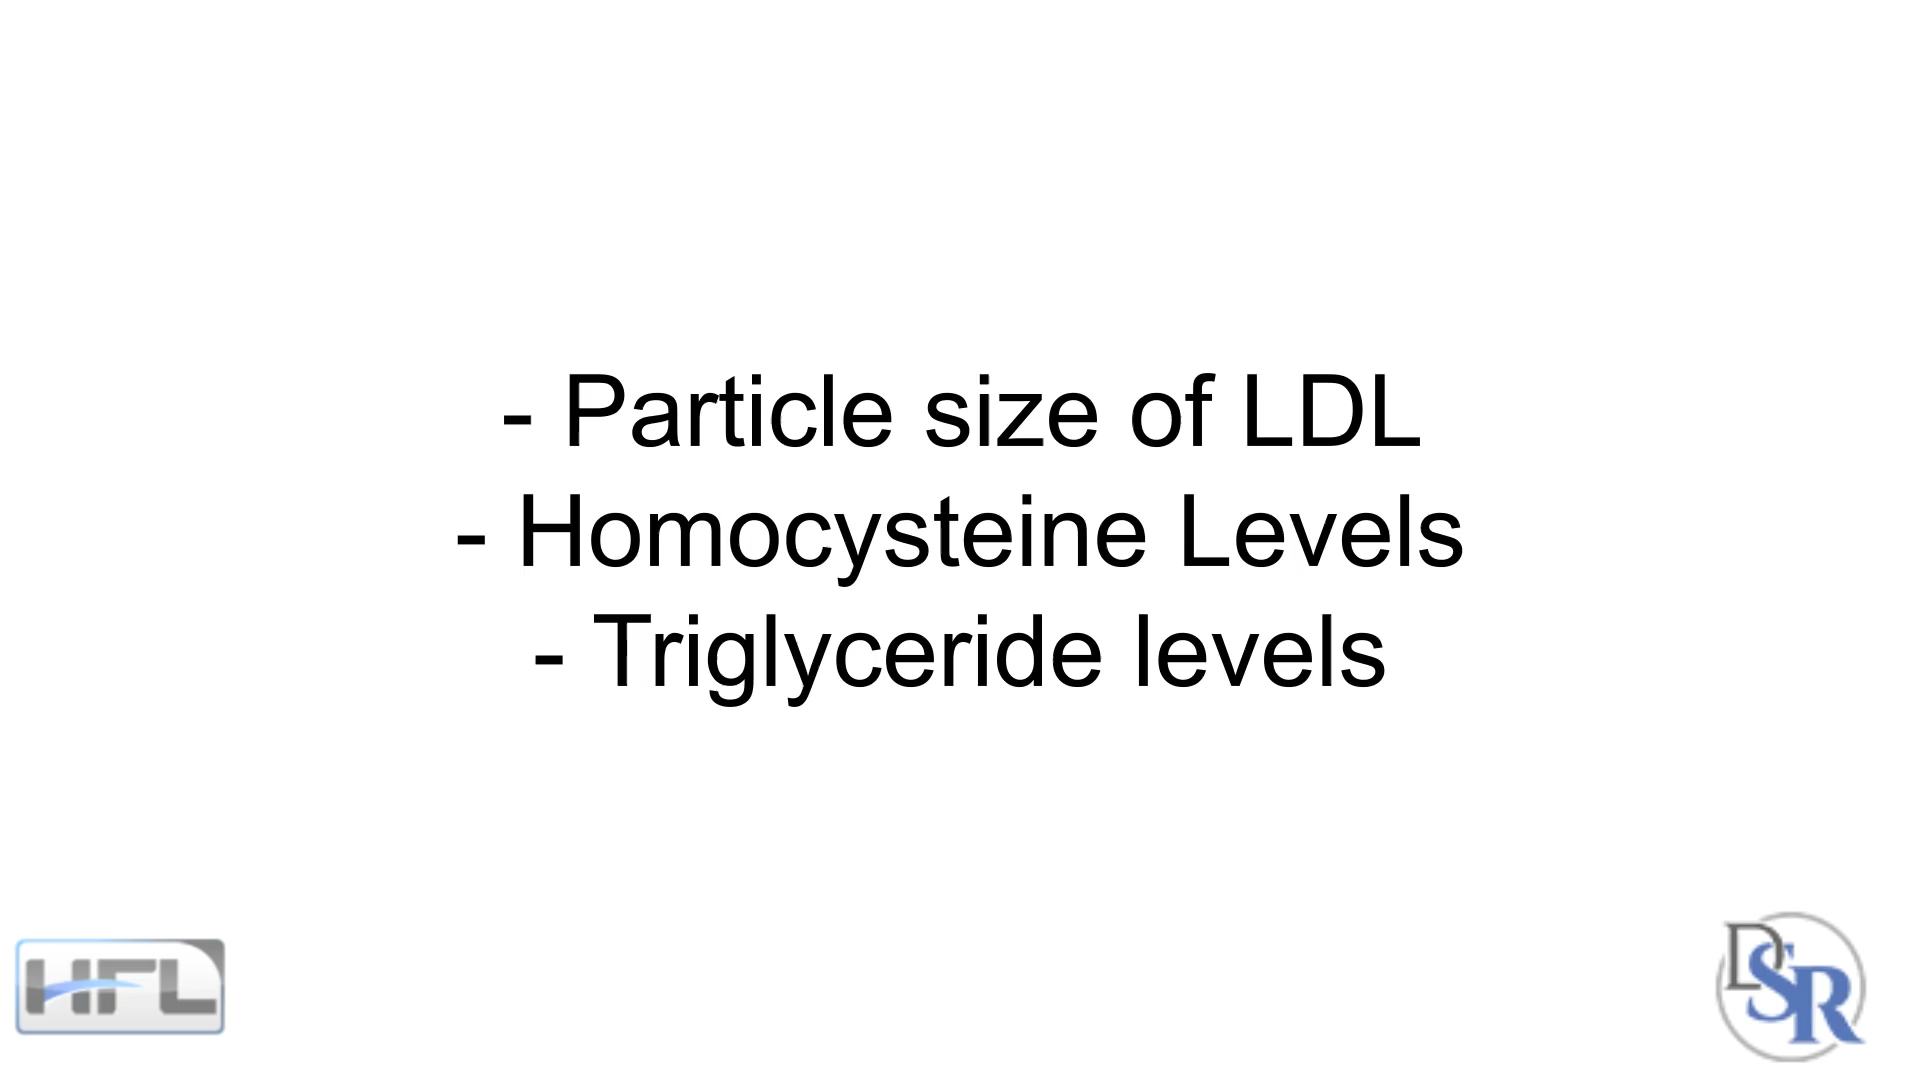 - Particle size of LDL
- Homocysteine Levels
- Triglyceride levels
HFL
DSR